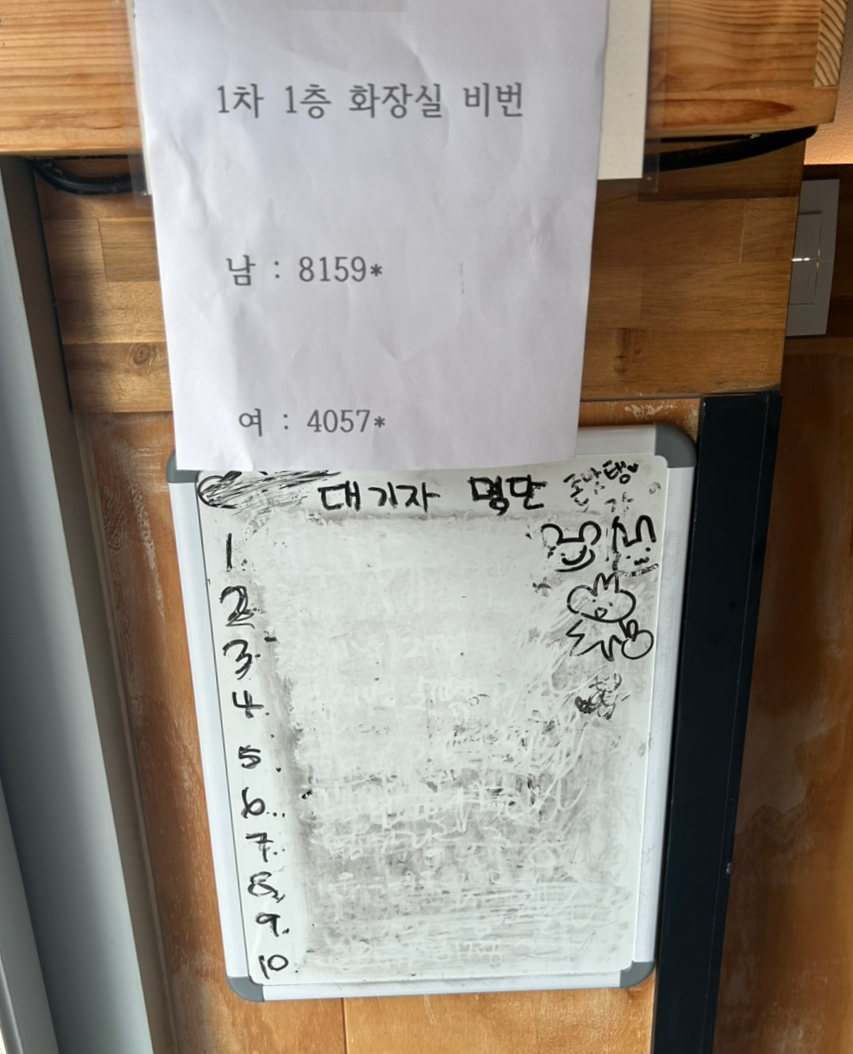 1차 1층 화장실 비번
남 : 8159*
여 : 4057*
대기자 명단
1
2
3.
4.
5.
6..
7.
8.
9.
10.